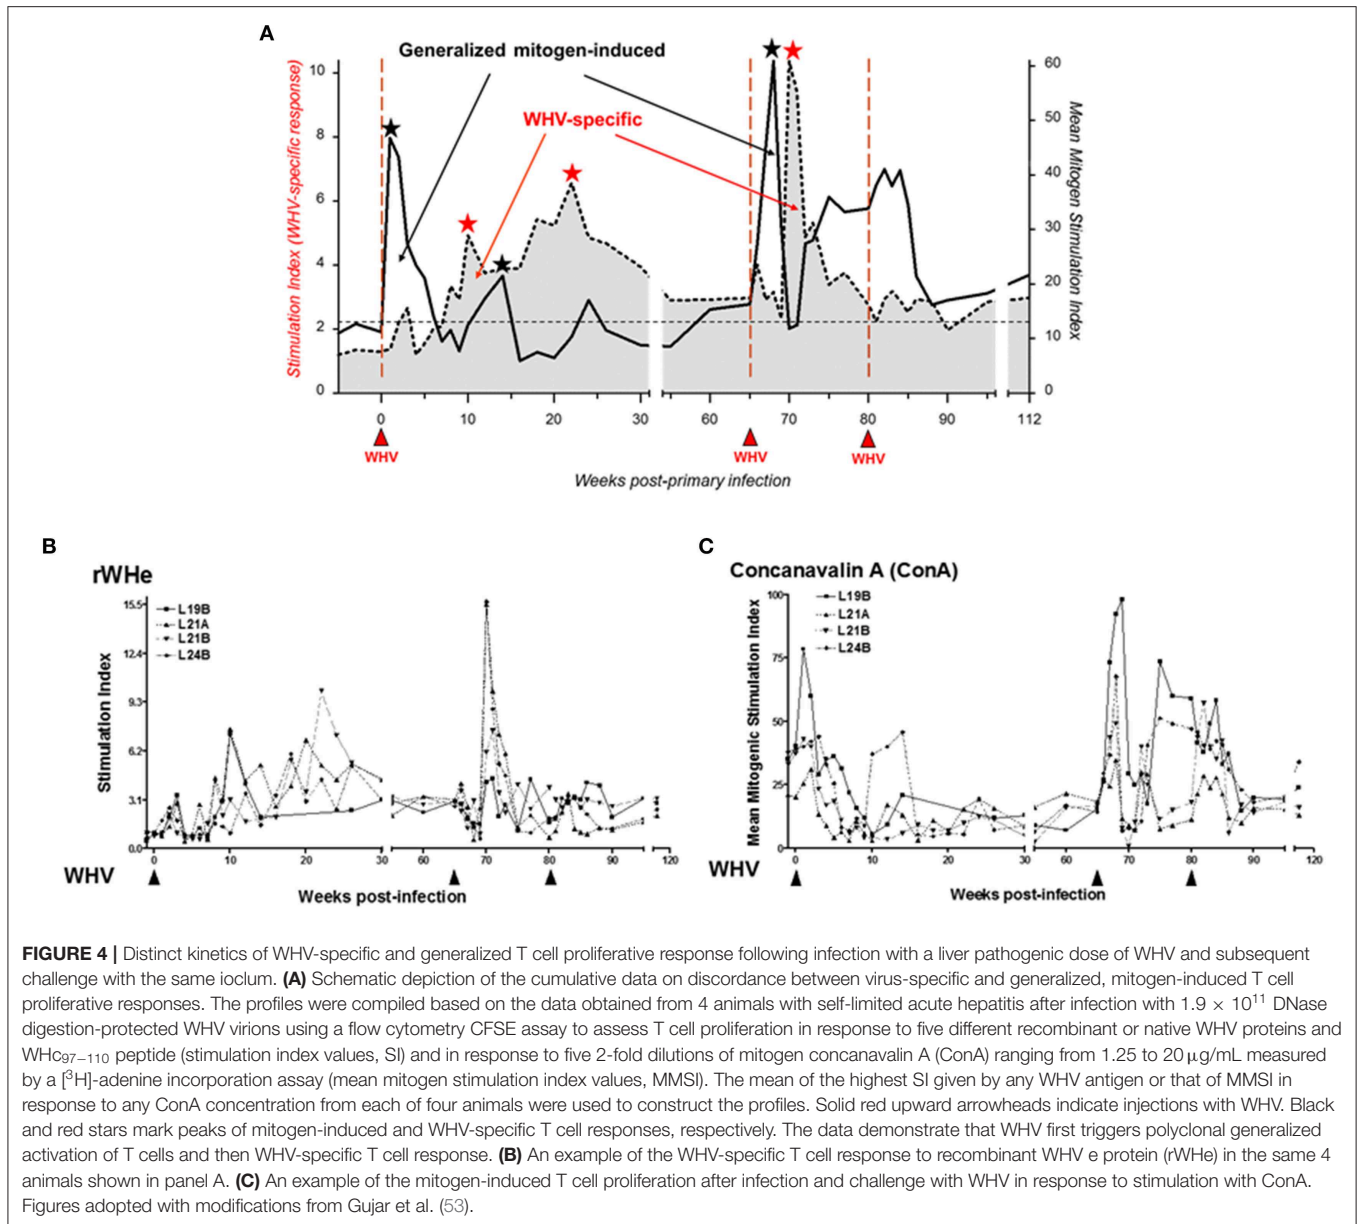 A
Generalized mitogen-induced
WHV-specific
Stimulation Index (WHV-specific response)
10
8
6
4
2
0
60
50
40
30
20
10
0
Mean Mitogen Stimulation Index
0 10 20 30 60 70 80 90 112
WHV WHV WHV
Weeks post-primary infection
B
rWHe
Stimulation Index
15.5
12.4
9.3
6.2
3.1
0.0
L19B
L21A
L21B
L24B
0 10 20 30 60 70 80 90 120
WHV
Weeks post-infection
C
Concanavalin A (ConA)
Mean Mitogenic Stimulation Index
100
75
50
25
0
L19B
L21A
L21B
L24B
0 10 20 30 60 70 80 90 120
WHV
Weeks post-infection
FIGURE 4 | Distinct kinetics of WHV-specific and generalized T cell proliferative response following infection with a liver pathogenic dose of WHV and subsequent
challenge with the same ioclum. (A) Schematic depiction of the cumulative data on discordance between virus-specific and generalized, mitogen-induced T cell
proliferative responses. The profiles were compiled based on the data obtained from 4 animals with self-limited acute hepatitis after infection with 1.9 × 10¹¹ DNase
digestion-protected WHV virions using a flow cytometry CFSE assay to assess T cell proliferation in response to five different recombinant or native WHV proteins and
WHc₉₇₋₁₁₀ peptide (stimulation index values, SI) and in response to five 2-fold dilutions of mitogen concanavalin A (ConA) ranging from 1.25 to 20 μg/mL measured
by a [³H]-adenine incorporation assay (mean mitogen stimulation index values, MMSI). The mean of the highest SI given by any WHV antigen or that of MMSI in
response to any ConA concentration from each of four animals were used to construct the profiles. Solid red upward arrowheads indicate injections with WHV. Black
and red stars mark peaks of mitogen-induced and WHV-specific T cell responses, respectively. The data demonstrate that WHV first triggers polyclonal generalized
activation of T cells and then WHV-specific T cell response. (B) An example of the WHV-specific T cell response to recombinant WHV e protein (rWHe) in the same 4
animals shown in panel A. (C) An example of the mitogen-induced T cell proliferation after infection and challenge with WHV in response to stimulation with ConA.
Figures adopted with modifications from Gujar et al. (53).